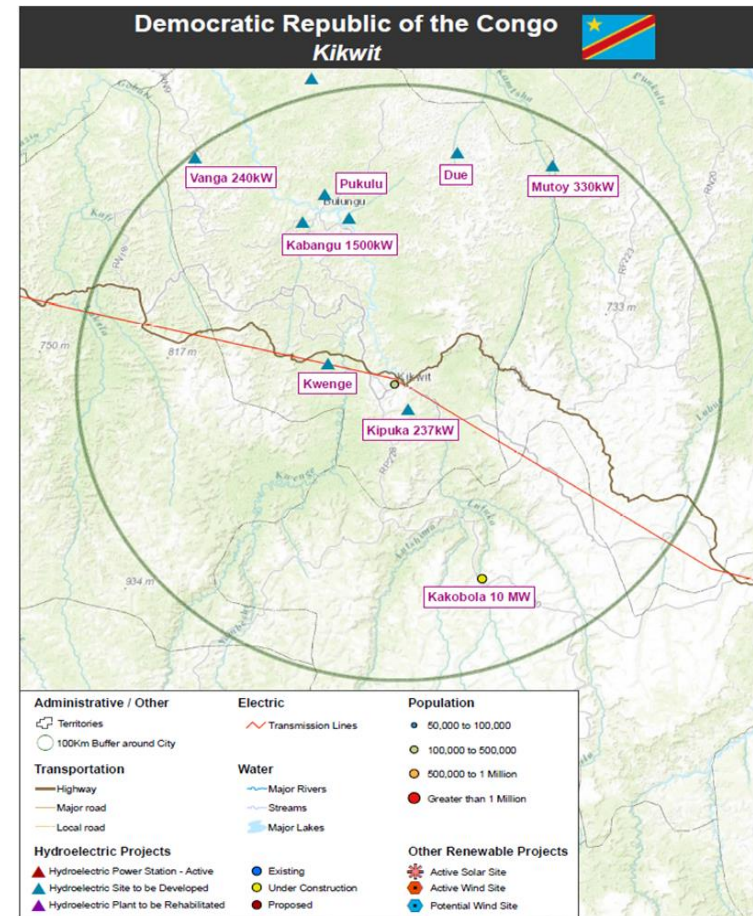 Democratic Republic of the Congo
Kikwit
Vanga 240kW
Pukulu
Due
Mutoy 330kW
Bulungu
Kabangu 1500kW
RN20
RP223
733 m
750 m
817 m
Kwenge
Kikwit
Kipuka 237kW
RP228
Kwenge
Lufuku
Lutshima
934 m
Kakobola 10 MW
Administrative / Other
Territories
100Km Buffer around City
Transportation
Highway
Major road
Local road
Electric
Transmission Lines
Water
Major Rivers
Streams
Major Lakes
Population
50,000 to 100,000
100,000 to 500,000
500,000 to 1 Million
Greater than 1 Million
Hydroelectric Projects
Hydroelectric Power Station - Active
Hydroelectric Site to be Developed
Hydroelectric Plant to be Rehabilitated
Existing
Under Construction
Proposed
Other Renewable Projects
Active Solar Site
Active Wind Site
Potential Wind Site